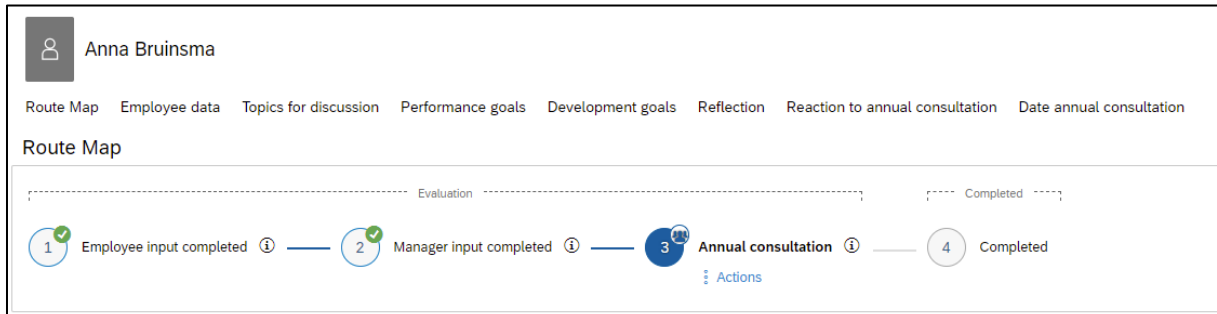 Anna Bruinsma
Route Map Employee data Topics for discussion Performance goals Development goals Reflection Reaction to annual consultation Date annual consultation
Route Map
Evaluation Completed
1 Employee input completed i 2 Manager input completed i 3 Annual consultation i 4 Completed
Actions